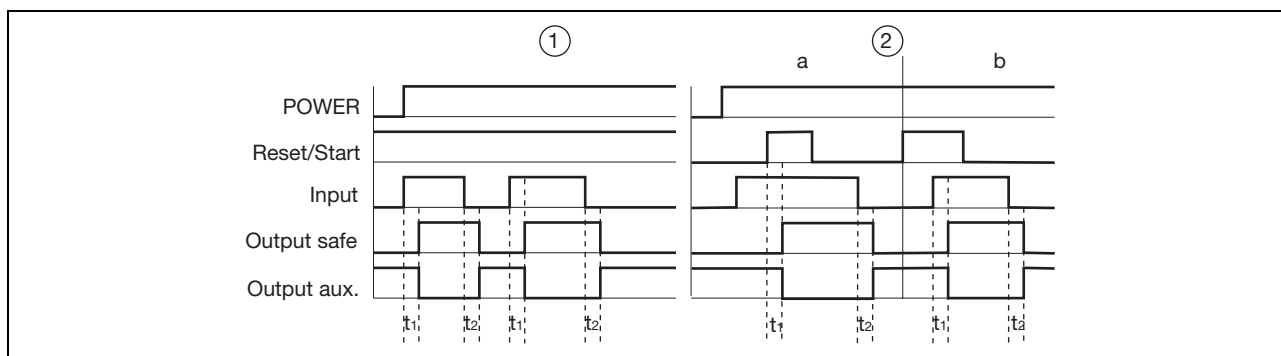 1 2
a b
POWER
Reset/Start
Input
Output safe
Output aux.
t1 t2 t1 t2 t1 t2 t1 t2